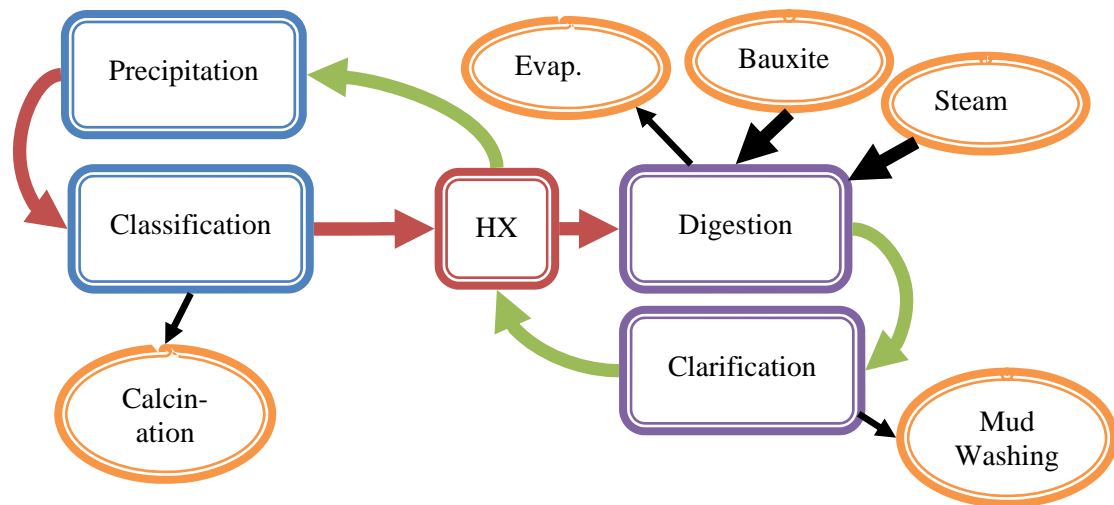 Precipitation
Evap.
Bauxite
Steam
Classification
HX
Digestion
Clarification
Calcin-
ation
Mud
Washing